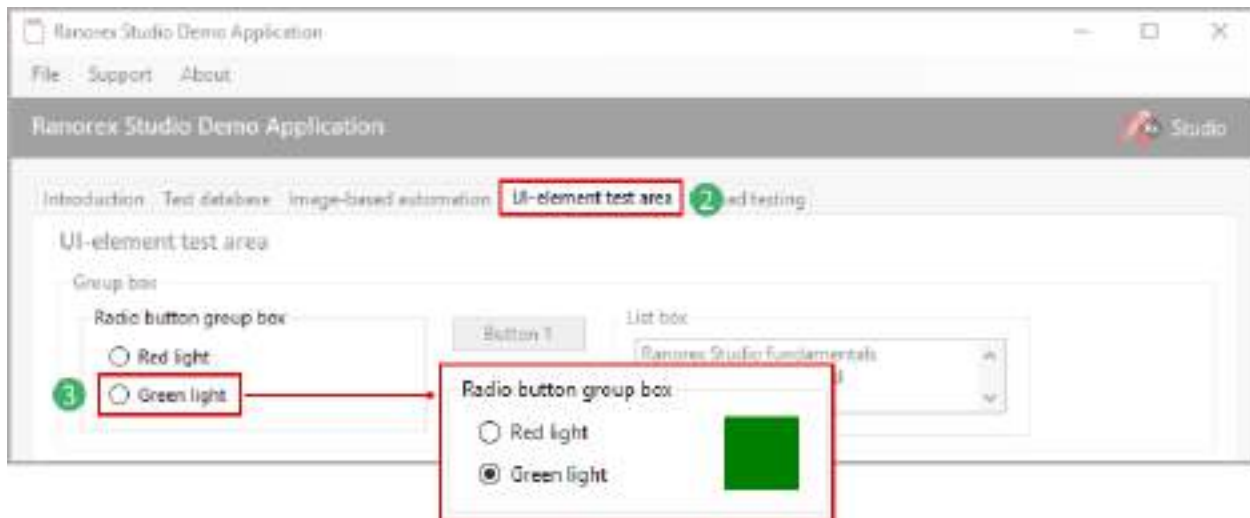 Ranorex Studio Demo Application
File Support About
Ranorex Studio Demo Application
Studio
Introduction Test database Image-based automation UI-element test area 2 ad testing
UI-element test area
Group box
Radio button group box
Button 1
List box
Red light
Ranorex Studio fundamentals
3 Green light
Radio button group box
Red light
Green light